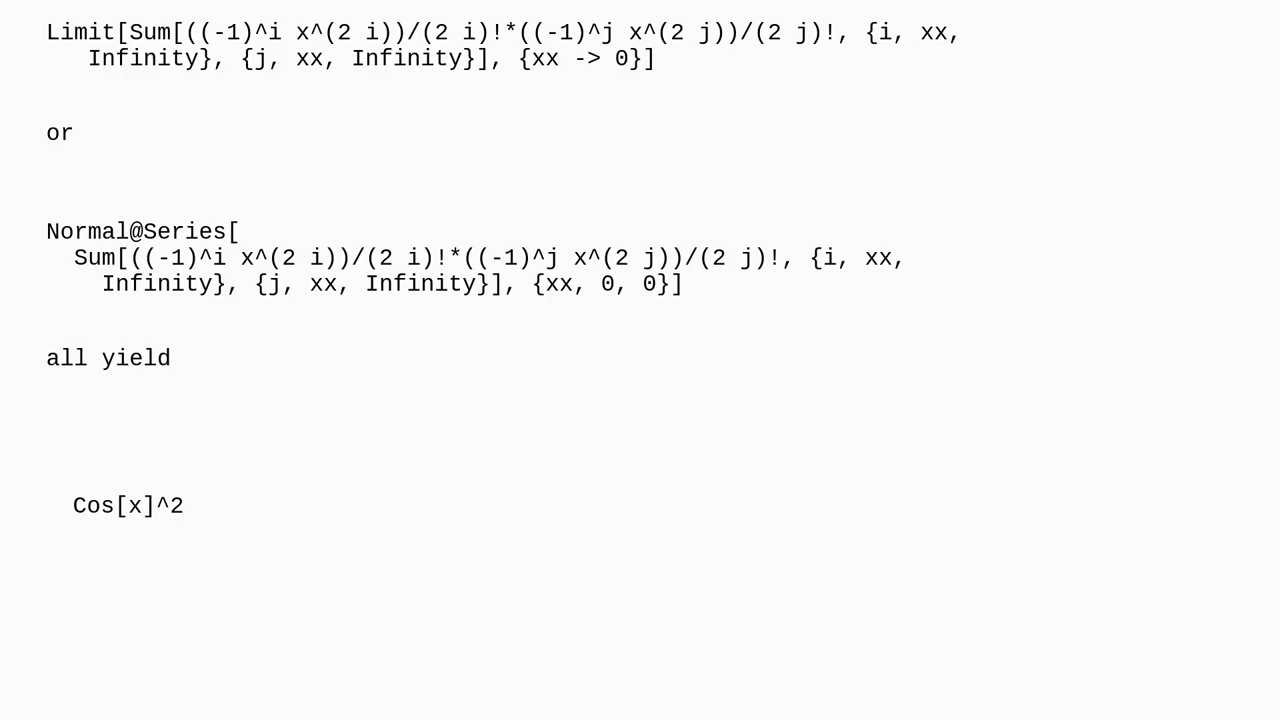 Limit[Sum[((-1)^i x^(2 i))/(2 i)!*((-1)^j x^(2 j))/(2 j)!, {i, xx,
Infinity}, {j, xx, Infinity}], {xx -> 0}]
or
Normal@Series[
Sum[((-1)^i x^(2 i))/(2 i)!*((-1)^j x^(2 j))/(2 j)!, {i, xx,
Infinity}, {j, xx, Infinity}], {xx, 0, 0}]
all yield
Cos[x]^2